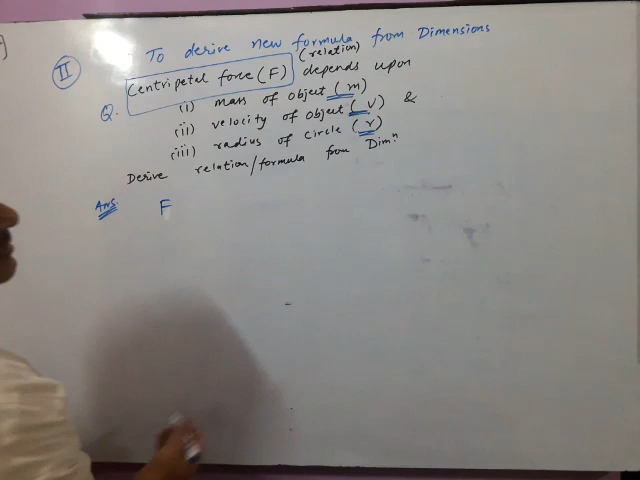 II To derive new formula from Dimensions
(relation)
Q. Centripetal force (F) depends upon
(i) mass of object (m)
(ii) velocity of object (v) &
(iii) radius of circle (r)
Derive relation/formula from Dimⁿ.
Ans. F